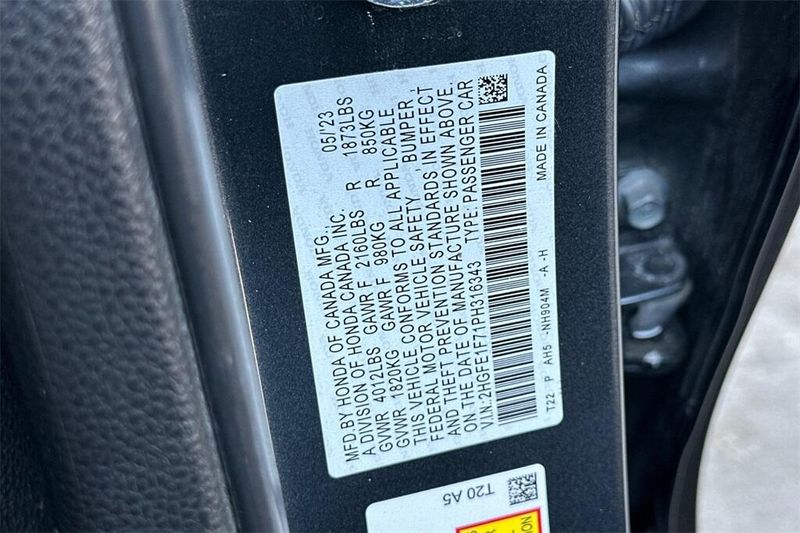 MFD.BY HONDA OF CANADA MFG., 05/'23
A DIVISION OF HONDA CANADA INC.
GVWR 4012LBS GAWR F 2160LBS R 1873LBS
GVWR 1820KG GAWR F 980KG R 850KG
THIS VEHICLE CONFORMS TO ALL APPLICABLE
FEDERAL MOTOR VEHICLE SAFETY, BUMPER,
AND THEFT PREVENTION STANDARDS, IN EFFECT
ON THE DATE OF MANUFACTURE SHOWN ABOVE.
V.I.N.:2HGFE1F71PH316343 TYPE: PASSENGER CAR
T22 P AH5 -NH904M -A -H MADE IN CANADA
T20 A5